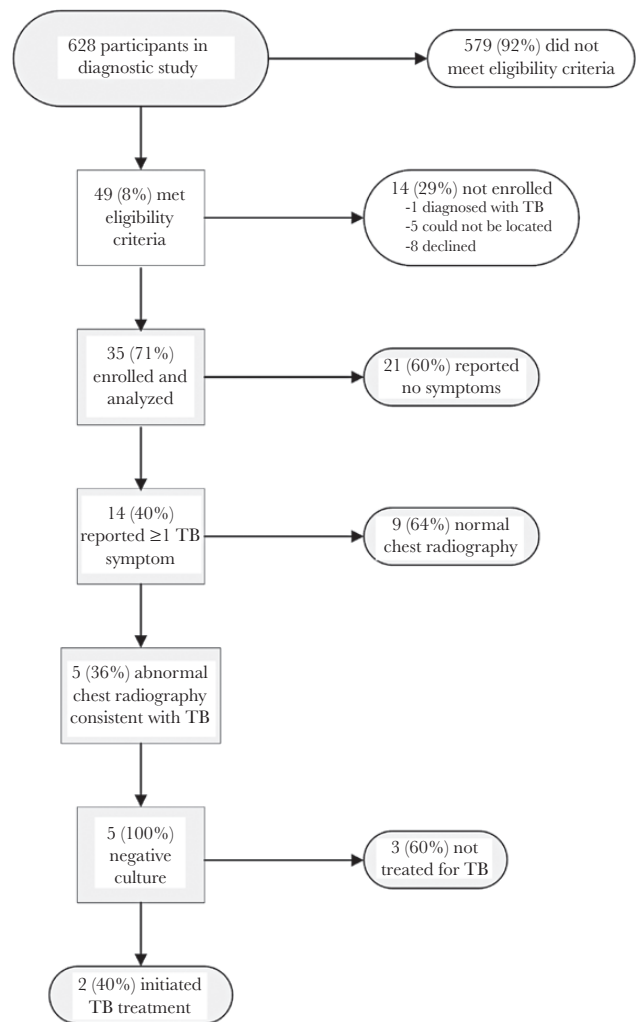 628 participants in
diagnostic study
579 (92%) did not
meet eligibility criteria
49 (8%) met
eligibility
criteria
14 (29%) not enrolled
-1 diagnosed with TB
-5 could not be located
-8 declined
35 (71%)
enrolled and
analyzed
21 (60%) reported
no symptoms
14 (40%)
reported ≥1 TB
symptom
9 (64%) normal
chest radiography
5 (36%) abnormal
chest radiography
consistent with TB
5 (100%)
negative
culture
3 (60%) not
treated for TB
2 (40%) initiated
TB treatment